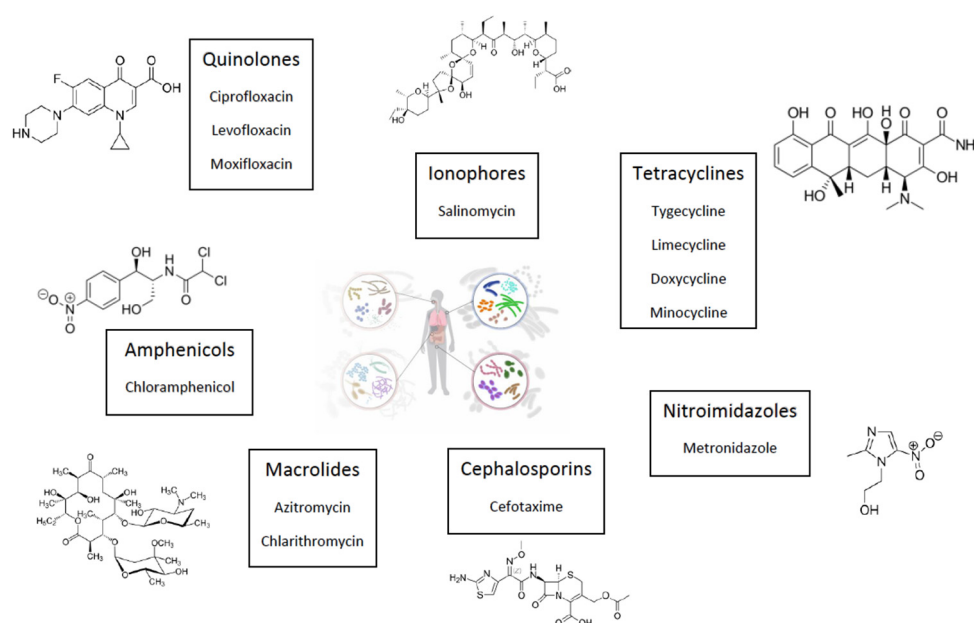 Quinolones
Ciprofloxacin
Levofloxacin
Moxifloxacin
Ionophores
Salinomycin
Tetracyclines
Tygecycline
Limecycline
Doxycycline
Minocycline
Amphenicols
Chloramphenicol
Nitroimidazoles
Metronidazole
Macrolides
Azitromycin
Chlarithromycin
Cephalosporins
Cefotaxime